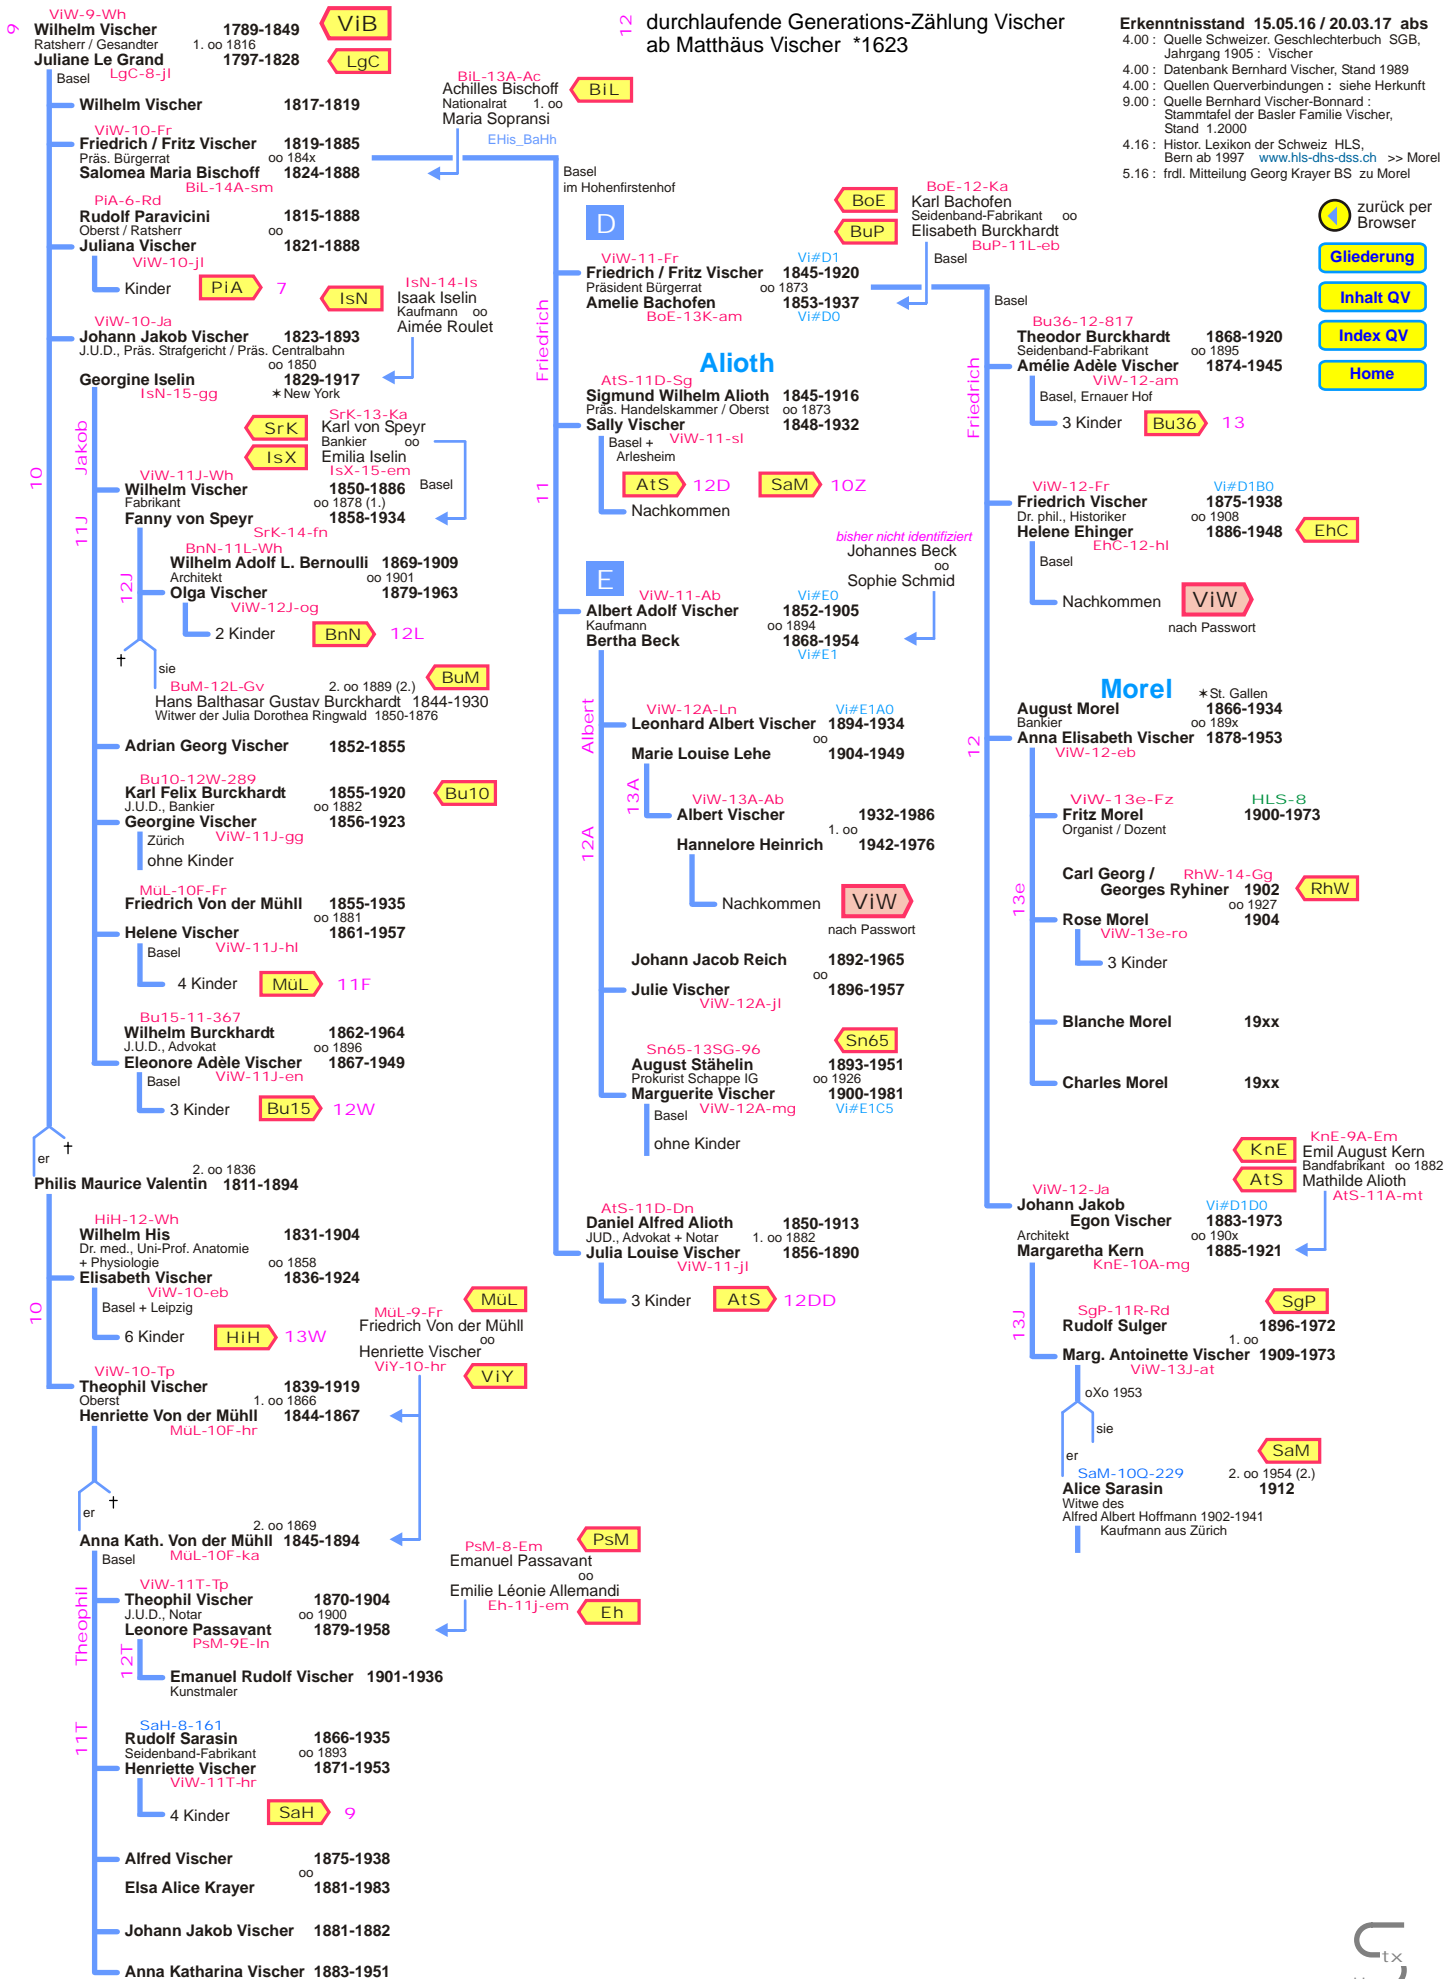 ViW-9-Wh
9
Wilhelm Vischer 1789-1849
ViB
Ratsherr / Gesandter 1. oo 1816
Juliane Le Grand 1797-1828
LgC
Basel LgC-8-jl
Wilhelm Vischer 1817-1819
ViW-10-Fr
Friedrich / Fritz Vischer 1819-1885
Präs. Bürgerrat oo 184x
Salomea Maria Bischoff 1824-1888
BiL-14A-sm
BiL-13A-Ac
Achilles Bischoff
BiL
Nationalrat 1. oo
Maria Sopransi
EHis_BaHh
PiA-6-Rd
Rudolf Paravicini 1815-1888
Oberst / Ratsherr oo
Juliana Vischer 1821-1888
ViW-10-jl
Kinder PiA 7
IsN-14-Is
IsN
Isaak Iselin
Kaufmann oo
Aimée Roulet
ViW-10-Ja
Johann Jakob Vischer 1823-1893
J.U.D., Präs. Strafgericht / Präs. Centralbahn
oo 1850
Georgine Iselin 1829-1917
IsN-15-gg ✶New York
SrK-13-Ka
SrK
Karl von Speyr
Bankier oo
IsX
Emilia Iselin
IsX-15-em
10
Jakob
11J
ViW-11J-Wh
Wilhelm Vischer 1850-1886
Basel
Fabrikant oo 1878 (1.)
Fanny von Speyr 1858-1934
SrK-14-fn
12J
BnN-11L-Wh
Wilhelm Adolf L. Bernoulli 1869-1909
Architekt oo 1901
Olga Vischer 1879-1963
ViW-12J-og
2 Kinder BnN 12L
†
sie
BuM-12L-Gv 2. oo 1889 (2.)
BuM
Hans Balthasar Gustav Burckhardt 1844-1930
Witwer der Julia Dorothea Ringwald 1850-1876
Adrian Georg Vischer 1852-1855
Bu10-12W-289
Karl Felix Burckhardt 1855-1920
Bu10
J.U.D., Bankier oo 1882
Georgine Vischer 1856-1923
Zürich ViW-11J-gg
ohne Kinder
MüL-10F-Fr
Friedrich Von der Mühll 1855-1935
oo 1881
Helene Vischer 1861-1957
Basel ViW-11J-hl
4 Kinder MüL 11F
Bu15-11-367
Wilhelm Burckhardt 1862-1964
J.U.D., Advokat oo 1896
Eleonore Adèle Vischer 1867-1949
Basel ViW-11J-en
3 Kinder Bu15 12W
†
er
2. oo 1836
Philis Maurice Valentin 1811-1894
10
HiH-12-Wh
Wilhelm His 1831-1904
Dr. med., Uni-Prof. Anatomie
+ Physiologie oo 1858
Elisabeth Vischer 1836-1924
ViW-10-eb
Basel + Leipzig
6 Kinder HiH 13W
MüL-9-Fr
MüL
Friedrich Von der Mühll
oo
Henriette Vischer
ViY-10-hr
ViY
ViW-10-Tp
Theophil Vischer 1839-1919
Oberst 1. oo 1866
Henriette Von der Mühll 1844-1867
MüL-10F-hr
†
er
2. oo 1869
Anna Kath. Von der Mühll 1845-1894
Basel MüL-10F-ka
Theophil
11T
PsM-8-Em
PsM
Emanuel Passavant
oo
Emilie Léonie Allemandi
Eh-11j-em
Eh
ViW-11T-Tp
Theophil Vischer 1870-1904
J.U.D., Notar oo 1900
Leonore Passavant 1879-1958
PsM-9E-ln
12T
Emanuel Rudolf Vischer 1901-1936
Kunstmaler
SaH-8-161
Rudolf Sarasin 1866-1935
Seidenband-Fabrikant oo 1893
Henriette Vischer 1871-1953
ViW-11T-hr
4 Kinder SaH 9
Alfred Vischer 1875-1938
oo
Elsa Alice Krayer 1881-1983
Johann Jakob Vischer 1881-1882
Anna Katharina Vischer 1883-1951
12
durchlaufende Generations-Zählung Vischer
ab Matthäus Vischer *1623
Basel
im Hohenfirstenhof
Friedrich
11
D
ViW-11-Fr Vi#D1
Friedrich / Fritz Vischer 1845-1920
Präsident Bürgerrat oo 1873
Amelie Bachofen 1853-1937
BoE-13K-am Vi#D0
BoE-12-Ka
BoE
Karl Bachofen
Seidenband-Fabrikant oo
BuP
Elisabeth Burckhardt
BuP-11L-eb
Basel
Alioth
AtS-11D-Sg
Sigmund Wilhelm Alioth 1845-1916
Präs. Handelskammer / Oberst oo 1873
Sally Vischer 1848-1932
Basel + ViW-11-sl
Arlesheim
AtS 12D SaM 10Z
Nachkommen
bisher nicht identifiziert
Johannes Beck
oo
Sophie Schmid
E
ViW-11-Ab Vi#E0
Albert Adolf Vischer 1852-1905
Kaufmann oo 1894
Bertha Beck 1868-1954
Vi#E1
Albert
12A
ViW-12A-Ln Vi#E1A0
Leonhard Albert Vischer 1894-1934
oo
Marie Louise Lehe 1904-1949
13A
ViW-13A-Ab
Albert Vischer 1932-1986
1. oo
Hannelore Heinrich 1942-1976
Nachkommen ViW
nach Passwort
Johann Jacob Reich 1892-1965
oo
Julie Vischer 1896-1957
ViW-12A-jl
Sn65-13SG-96
Sn65
August Stähelin 1893-1951
Prokurist Schappe IG oo 1926
Marguerite Vischer 1900-1981
Basel ViW-12A-mg Vi#E1C5
ohne Kinder
AtS-11D-Dn
Daniel Alfred Alioth 1850-1913
JUD., Advokat + Notar 1. oo 1882
Julia Louise Vischer 1856-1890
ViW-11-jl
3 Kinder AtS 12DD
Erkenntnisstand 15.05.16 / 20.03.17 abs
4.00 : Quelle Schweizer. Geschlechterbuch SGB,
Jahrgang 1905 : Vischer
4.00 : Datenbank Bernhard Vischer, Stand 1989
4.00 : Quellen Querverbindungen : siehe Herkunft
9.00 : Quelle Bernhard Vischer-Bonnard :
Stammtafel der Basler Familie Vischer,
Stand 1.2000
4.16 : Histor. Lexikon der Schweiz HLS,
Bern ab 1997 www.hls-dhs-dss.ch >> Morel
5.16 : frdl. Mitteilung Georg Krayer BS zu Morel
zurück per
Browser
Gliederung
Inhalt QV
Index QV
Home
Basel
Friedrich
12
Bu36-12-817
Theodor Burckhardt 1868-1920
Seidenband-Fabrikant oo 1895
Amélie Adèle Vischer 1874-1945
ViW-12-am
Basel, Ernauer Hof
3 Kinder Bu36 13
ViW-12-Fr Vi#D1B0
Friedrich Vischer 1875-1938
Dr. phil., Historiker oo 1908
Helene Ehinger 1886-1948
EhC
EhC-12-hl
Basel
Nachkommen ViW
nach Passwort
Morel ✶St. Gallen
August Morel 1866-1934
Bankier oo 189x
Anna Elisabeth Vischer 1878-1953
ViW-12-eb
13e
ViW-13e-Fz HLS-8
Fritz Morel 1900-1973
Organist / Dozent
Carl Georg / RhW-14-Gg
Georges Ryhiner 1902
RhW
oo 1927
Rose Morel 1904
ViW-13e-ro
3 Kinder
Blanche Morel 19xx
Charles Morel 19xx
KnE-9A-Em
KnE
Emil August Kern
Bandfabrikant oo 1882
AtS
Mathilde Alioth
AtS-11A-mt
ViW-12-Ja
Johann Jakob Vi#D1D0
Egon Vischer 1883-1973
Architekt oo 190x
Margaretha Kern 1885-1921
KnE-10A-mg
13J
SgP
SgP-11R-Rd
Rudolf Sulger 1896-1972
1. oo
Marg. Antoinette Vischer 1909-1973
ViW-13J-at
oXo 1953
sie
er
SaM
SaM-10Q-229 2. oo 1954 (2.)
Alice Sarasin 1912
Witwe des
Alfred Albert Hoffmann 1902-1941
Kaufmann aus Zürich
tx